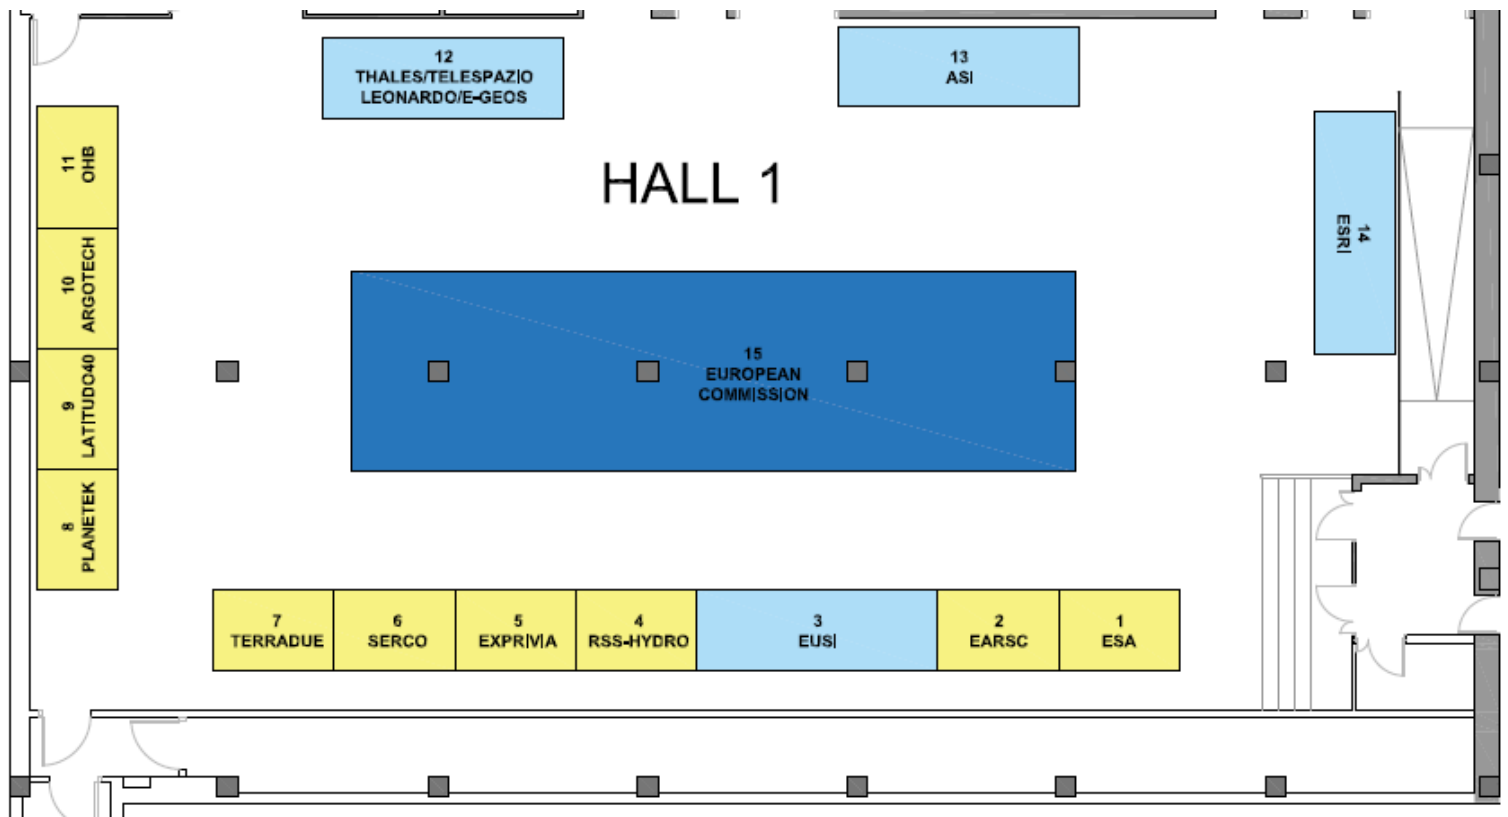 12
THALES/TELESPAZIO
LEONARDO/E-GEOS
13
ASI
HALL 1
11
OHB
10
ARGOTECH
9
LATITUDO40
8
PLANETEK
14
ESRI
15
EUROPEAN
COMMISSION
7
TERRADUE
6
SERCO
5
EXPRIVIA
4
RSS-HYDRO
3
EUSI
2
EARSC
1
ESA